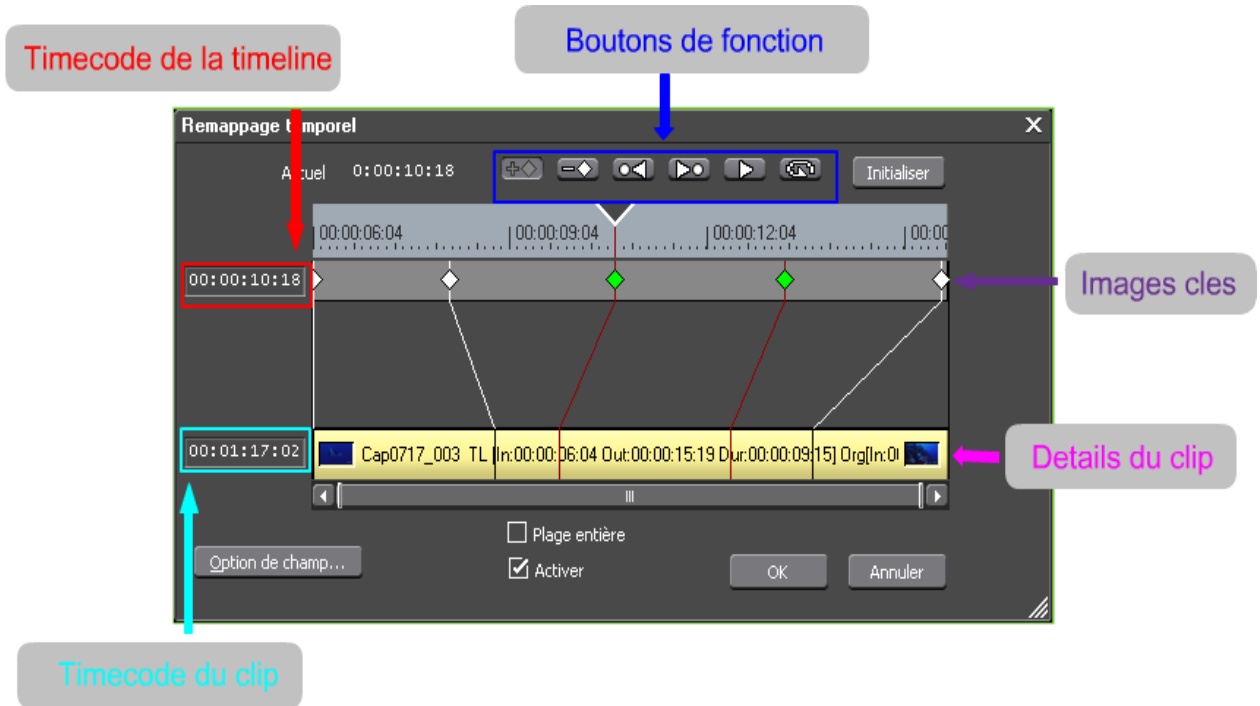 Timecode de la timeline
Boutons de fonction
Remappage temporel
Actuel 0:00:10:18
Initialiser
00:00:06:04 00:00:09:04 00:00:12:04 00:00
00:00:10:18
Images cles
00:01:17:02
Cap0717_003 TL [In:00:00:06:04 Out:00:00:15:19 Dur:00:00:09:15] Org[In:0
Details du clip
Plage entière
Option de champ...
Activer
OK
Annuler
Timecode du clip